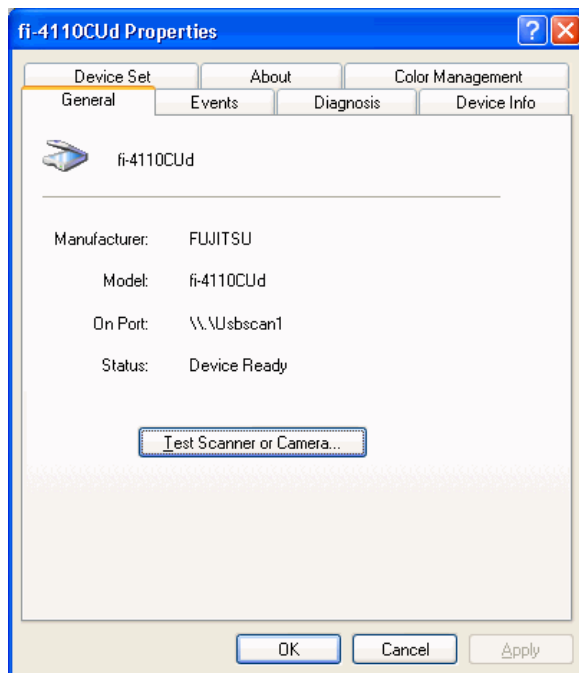 fi-4110CUd Properties
Device Set About Color Management
General Events Diagnosis Device Info
fi-4110CUd
Manufacturer: FUJITSU
Model: fi-4110CUd
On Port: \\.\Usbscan1
Status: Device Ready
Test Scanner or Camera...
OK Cancel Apply